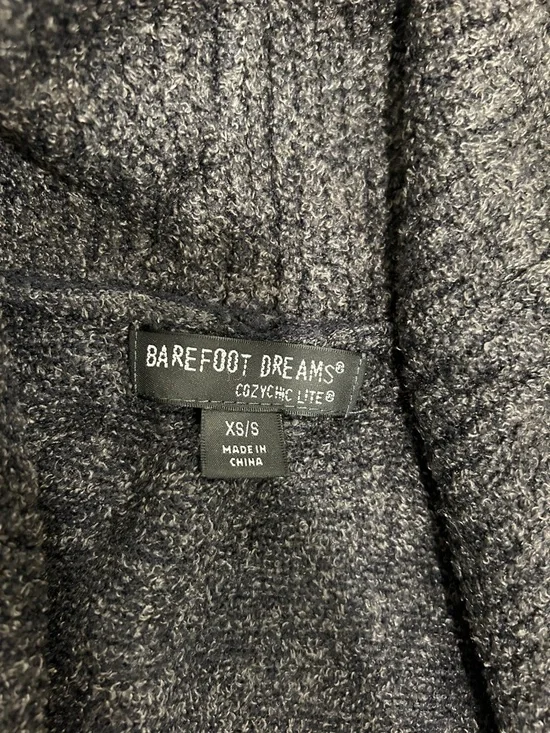 BAREFOOT DREAMS®
COZYCHIC LITE®
XS/S
MADE IN
CHINA